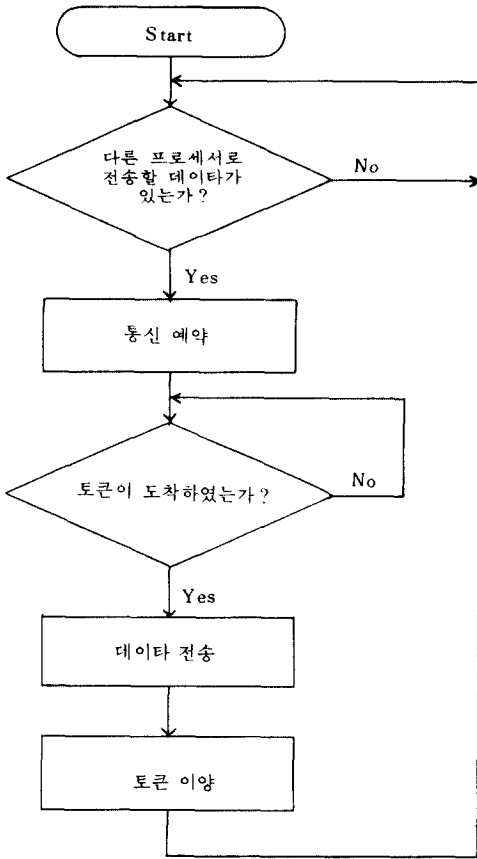 Start
다른 프로세서로
전송할 데이타가
있는가?
No
Yes
통신 예약
토큰이 도착하였는가?
No
Yes
데이타 전송
토큰 이양